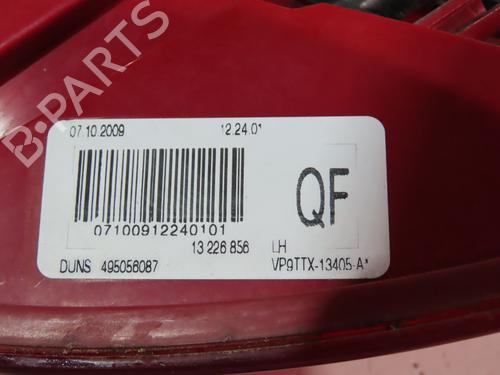 07.10.2009 12.24.01
QF
07100912240101
13 226 856 LH
DUNS 495056087 VP9TTX-13405-A*
B-PARTS